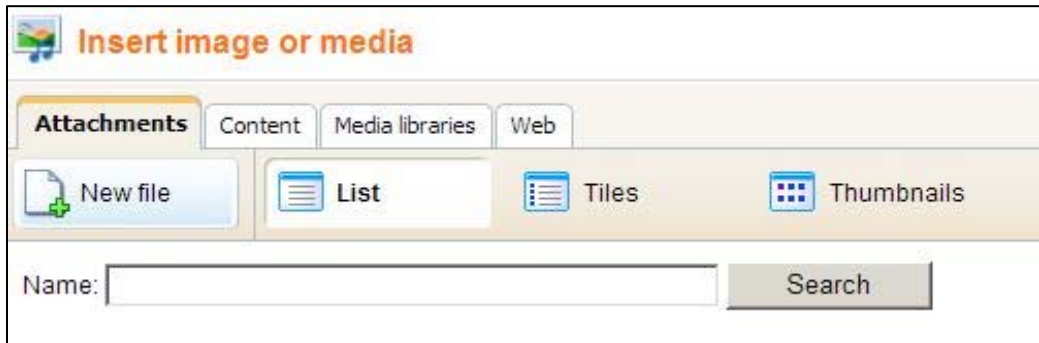 Insert image or media
Attachments Content Media libraries Web
New file List Tiles Thumbnails
Name: Search